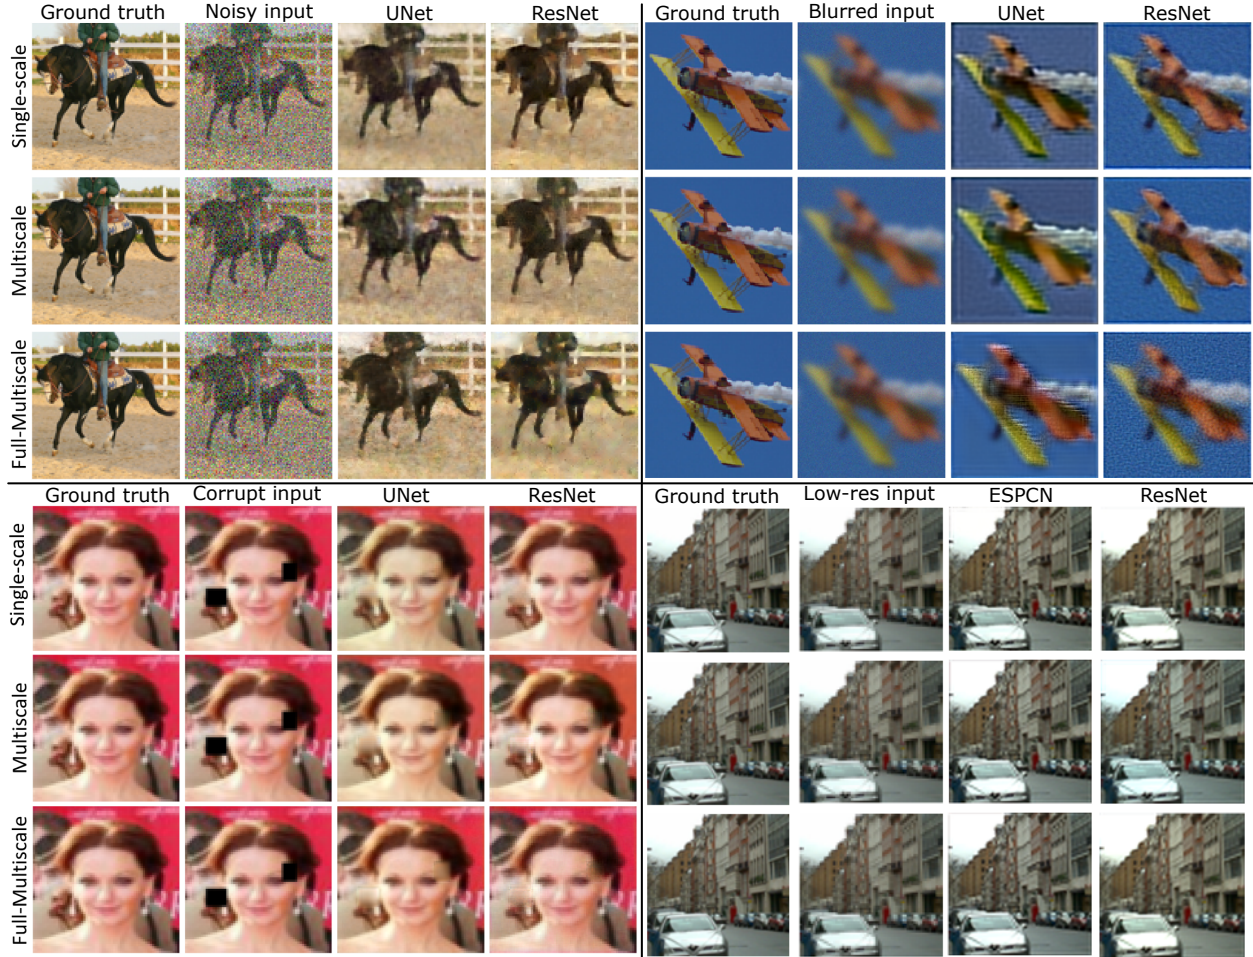 Ground truth Noisy input UNet ResNet Ground truth Blurred input UNet ResNet
Single-scale
Multiscale
Full-Multiscale
Ground truth Corrupt input UNet ResNet Ground truth Low-res input ESPCN ResNet
Single-scale
Multiscale
Full-Multiscale